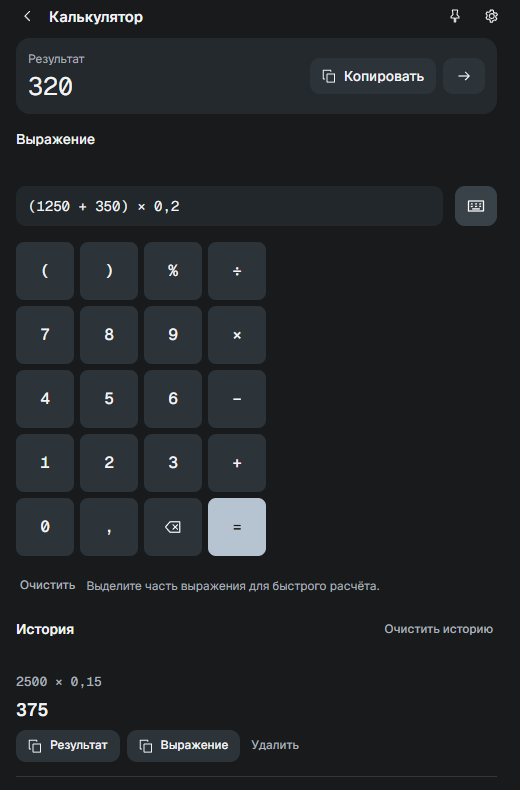 Калькулятор
Результат
320
Копировать
Выражение
(1250 + 350) × 0,2
( ) % ÷
7 8 9 ×
4 5 6 −
1 2 3 +
0 , =
Очистить Выделите часть выражения для быстрого расчёта.
История Очистить историю
2500 × 0,15
375
Результат Выражение Удалить